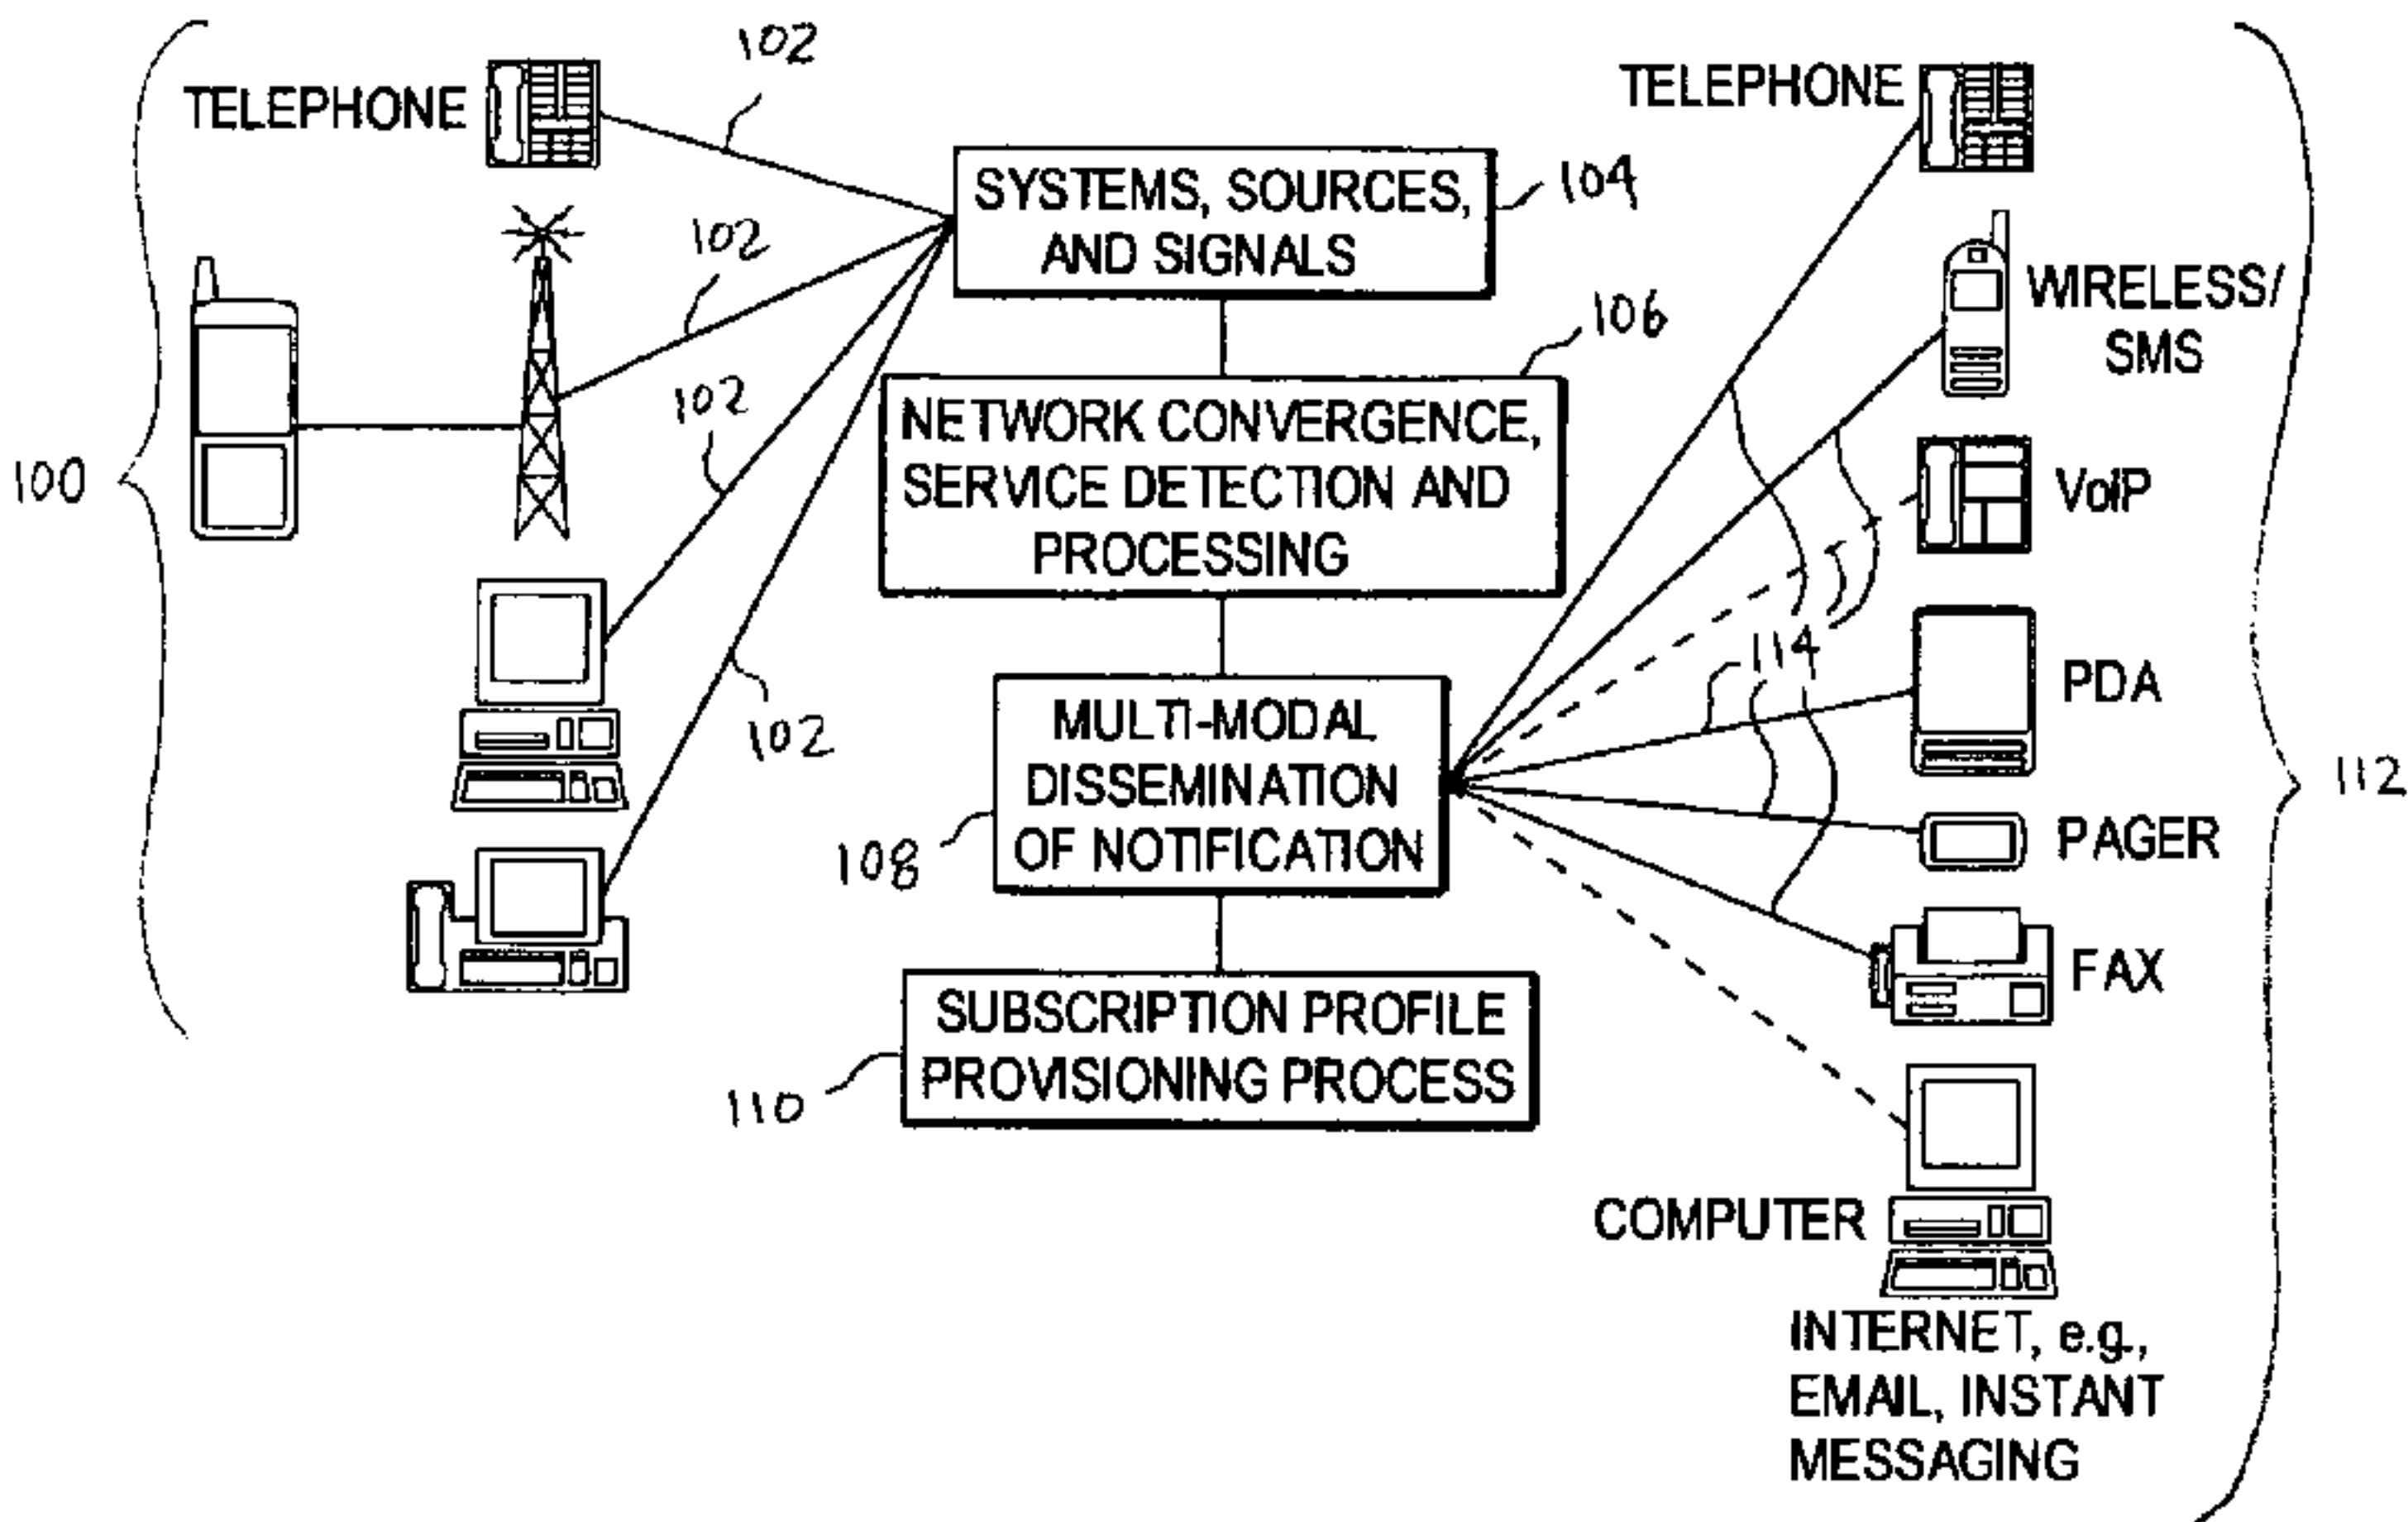 102
TELEPHONE
102
100
102
102
SYSTEMS, SOURCES,
AND SIGNALS
104
NETWORK CONVERGENCE,
SERVICE DETECTION AND
PROCESSING
106
MULTI-MODAL
DISSEMINATION
OF NOTIFICATION
108
SUBSCRIPTION PROFILE
PROVISIONING PROCESS
110
114
TELEPHONE
WIRELESS/
SMS
VoIP
PDA
PAGER
FAX
COMPUTER
INTERNET, e.g.,
EMAIL, INSTANT
MESSAGING
112